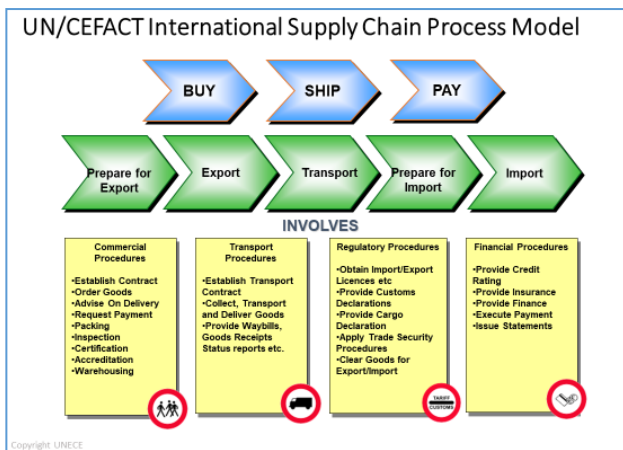 UN/CEFACT International Supply Chain Process Model
BUY
SHIP
PAY
Prepare for
Export
Export
Transport
Prepare for
Import
Import
INVOLVES
Commercial
Procedures
•Establish Contract
•Order Goods
•Advise On Delivery
•Request Payment
•Packing
•Inspection
•Certification
•Accreditation
•Warehousing
Transport
Procedures
•Establish Transport
Contract
•Collect, Transport
and Deliver Goods
•Provide Waybills,
Goods Receipts
Status reports etc.
Regulatory Procedures
•Obtain Import/Export
Licences etc
•Provide Customs
Declarations
•Provide Cargo
Declaration
•Apply Trade Security
Procedures
•Clear Goods for
Export/Import
TARIFF
CUSTOMS
Financial Procedures
•Provide Credit
Rating
•Provide Insurance
•Provide Finance
•Execute Payment
•Issue Statements
Copyright UNECE